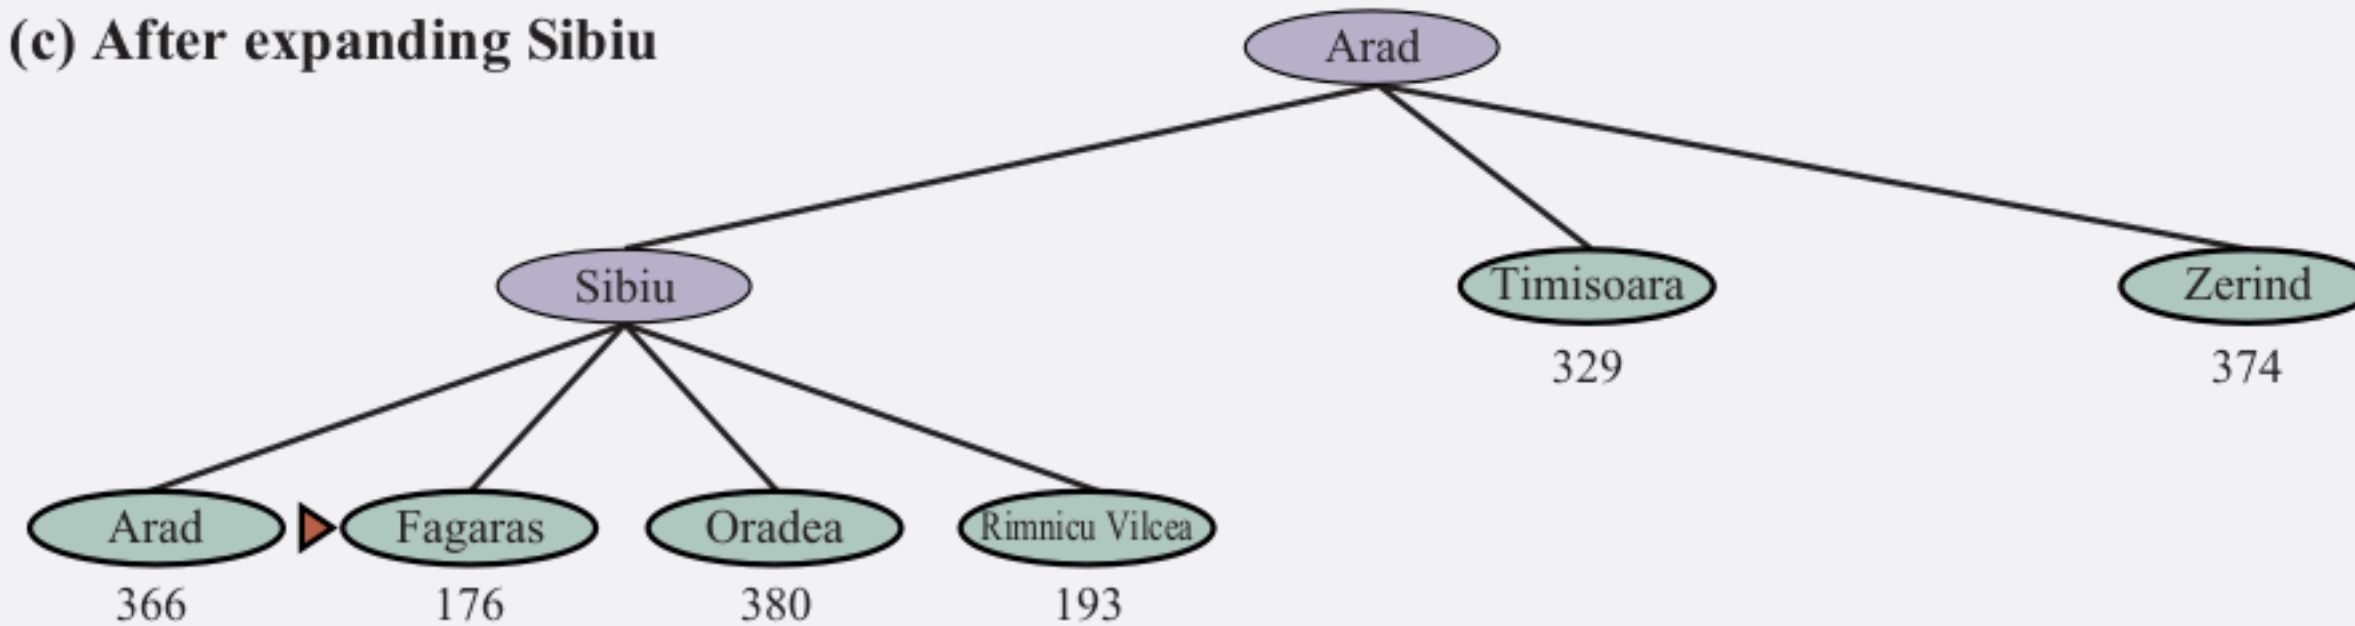 (c) After expanding Sibiu
Arad
Sibiu
Timisoara
Zerind
329
374
Arad
Fagaras
Oradea
Rimnicu Vilcea
366
176
380
193